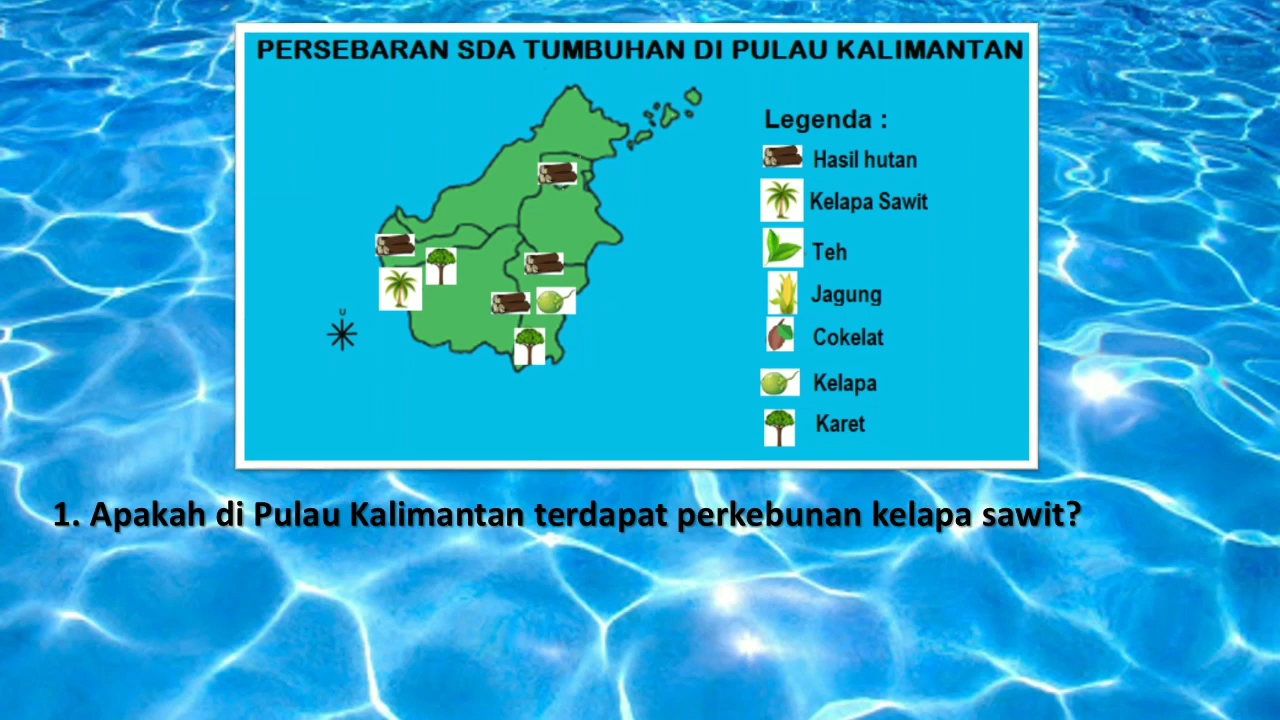 PERSEBARAN SDA TUMBUHAN DI PULAU KALIMANTAN
Legenda :
Hasil hutan
Kelapa Sawit
Teh
Jagung
Cokelat
Kelapa
Karet
U
1. Apakah di Pulau Kalimantan terdapat perkebunan kelapa sawit?